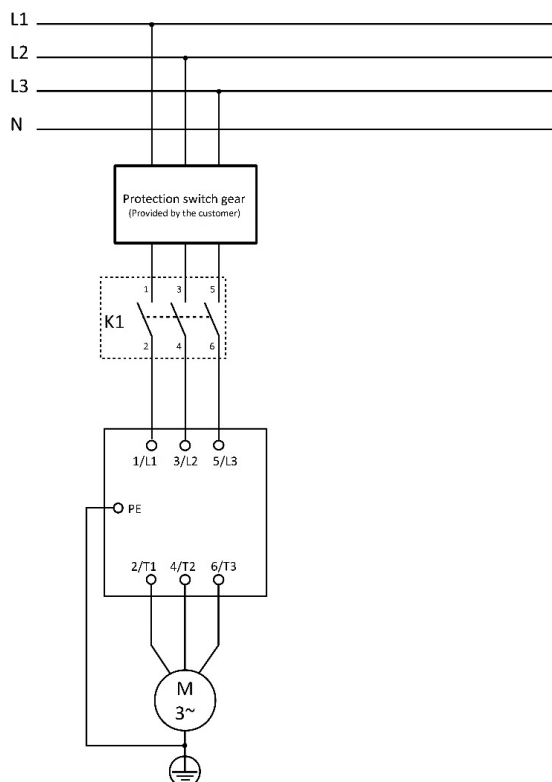 L1
L2
L3
N
Protection switch gear
(Provided by the customer)
1 3 5
K1
2 4 6
1/L1 3/L2 5/L3
PE
2/T1 4/T2 6/T3
M
3~